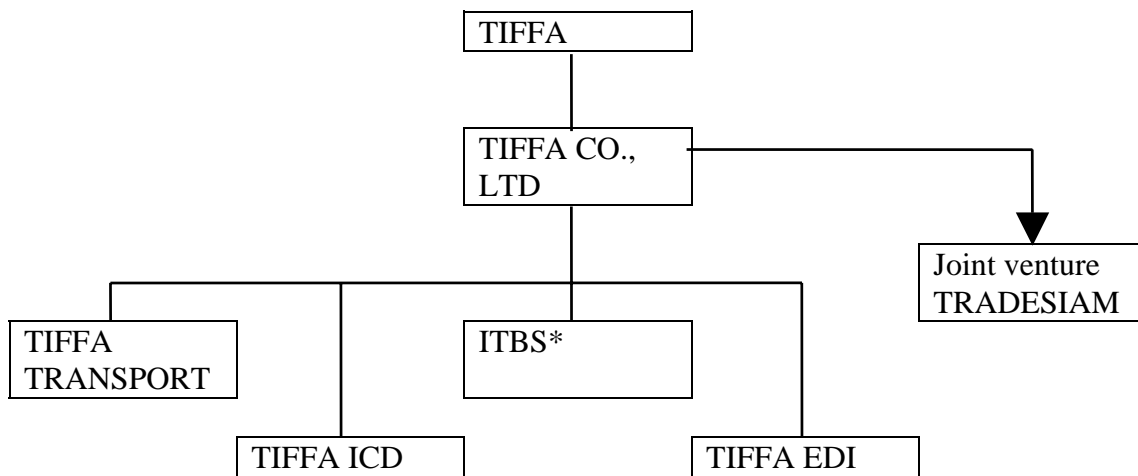 TIFFA
TIFFA CO.,
LTD
Joint venture
TRADESIAM
TIFFA
TRANSPORT
ITBS*
TIFFA ICD
TIFFA EDI